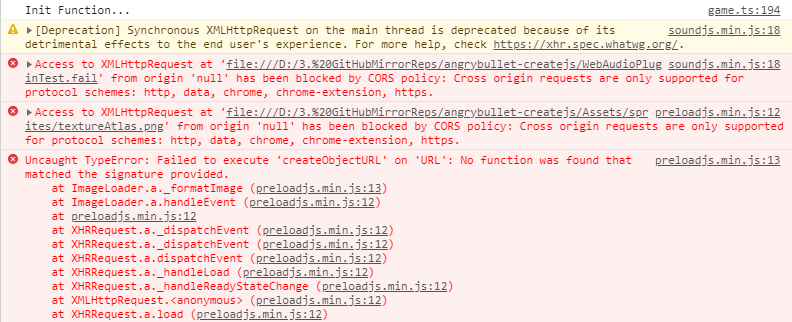 Init Function... game.ts:194
▶[Deprecation] Synchronous XMLHttpRequest on the main thread is deprecated because of its soundjs.min.js:18
detrimental effects to the end user's experience. For more help, check https://xhr.spec.whatwg.org/.
▶Access to XMLHttpRequest at 'file:///D:/3.%20GitHubMirrorReps/angrybullet-createjs/WebAudioPlug soundjs.min.js:18
inTest.fail' from origin 'null' has been blocked by CORS policy: Cross origin requests are only supported for
protocol schemes: http, data, chrome, chrome-extension, https.
▶Access to XMLHttpRequest at 'file:///D:/3.%20GitHubMirrorReps/angrybullet-createjs/Assets/spr preloadjs.min.js:12
ites/textureAtlas.png' from origin 'null' has been blocked by CORS policy: Cross origin requests are only supported
for protocol schemes: http, data, chrome, chrome-extension, https.
Uncaught TypeError: Failed to execute 'createObjectURL' on 'URL': No function was found that preloadjs.min.js:13
matched the signature provided.
at ImageLoader.a._formatImage (preloadjs.min.js:13)
at ImageLoader.a.handleEvent (preloadjs.min.js:12)
at preloadjs.min.js:12
at XHRRequest.a._dispatchEvent (preloadjs.min.js:12)
at XHRRequest.a._dispatchEvent (preloadjs.min.js:12)
at XHRRequest.a.dispatchEvent (preloadjs.min.js:12)
at XHRRequest.a._handleLoad (preloadjs.min.js:12)
at XHRRequest.a._handleReadyStateChange (preloadjs.min.js:12)
at XMLHttpRequest.<anonymous> (preloadjs.min.js:12)
at XHRRequest.a.load (preloadjs.min.js:12)